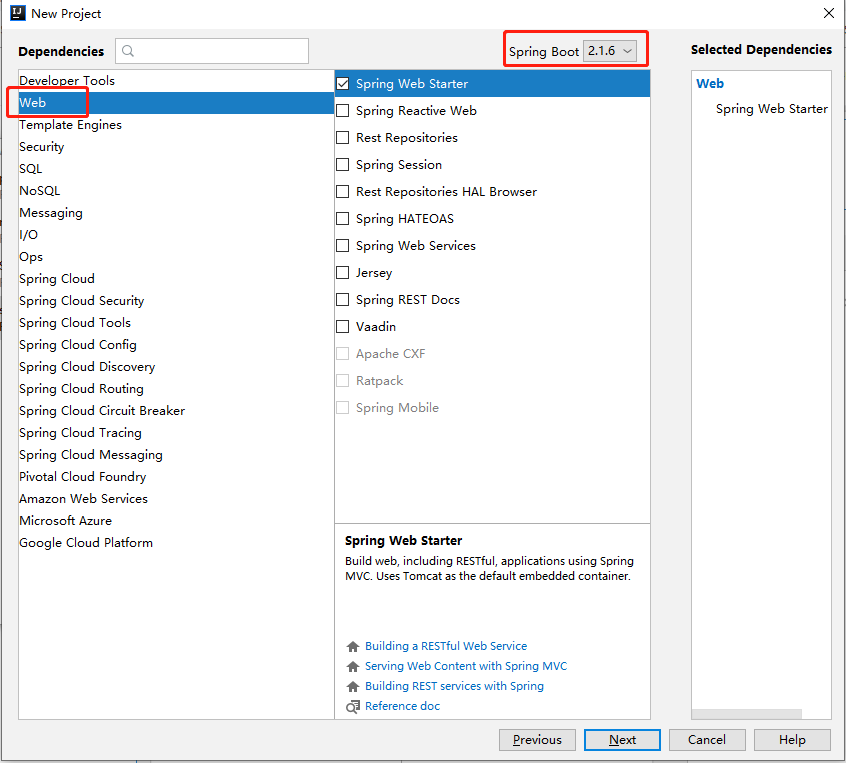 New Project
Dependencies
Spring Boot 2.1.6
Selected Dependencies
Developer Tools
Web
Template Engines
Security
SQL
NoSQL
Messaging
I/O
Ops
Spring Cloud
Spring Cloud Security
Spring Cloud Tools
Spring Cloud Config
Spring Cloud Discovery
Spring Cloud Routing
Spring Cloud Circuit Breaker
Spring Cloud Tracing
Spring Cloud Messaging
Pivotal Cloud Foundry
Amazon Web Services
Microsoft Azure
Google Cloud Platform
Spring Web Starter
Spring Reactive Web
Rest Repositories
Spring Session
Rest Repositories HAL Browser
Spring HATEOAS
Spring Web Services
Jersey
Spring REST Docs
Vaadin
Apache CXF
Ratpack
Spring Mobile
Spring Web Starter
Build web, including RESTful, applications using Spring
MVC. Uses Tomcat as the default embedded container.
Building a RESTful Web Service
Serving Web Content with Spring MVC
Building REST services with Spring
Reference doc
Web
Spring Web Starter
Previous
Next
Cancel
Help